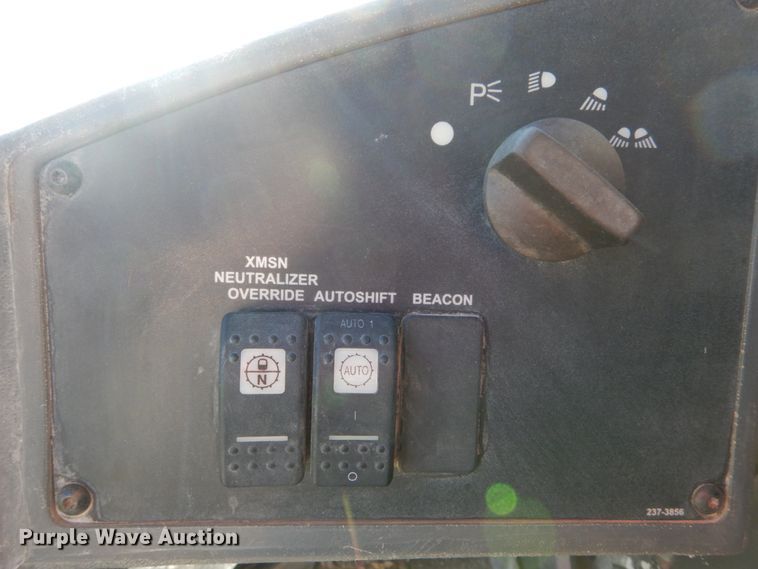 P
XMSN
NEUTRALIZER
OVERRIDE AUTOSHIFT BEACON
AUTO 1
N
AUTO
I
O
237-3856
Purple Wave Auction